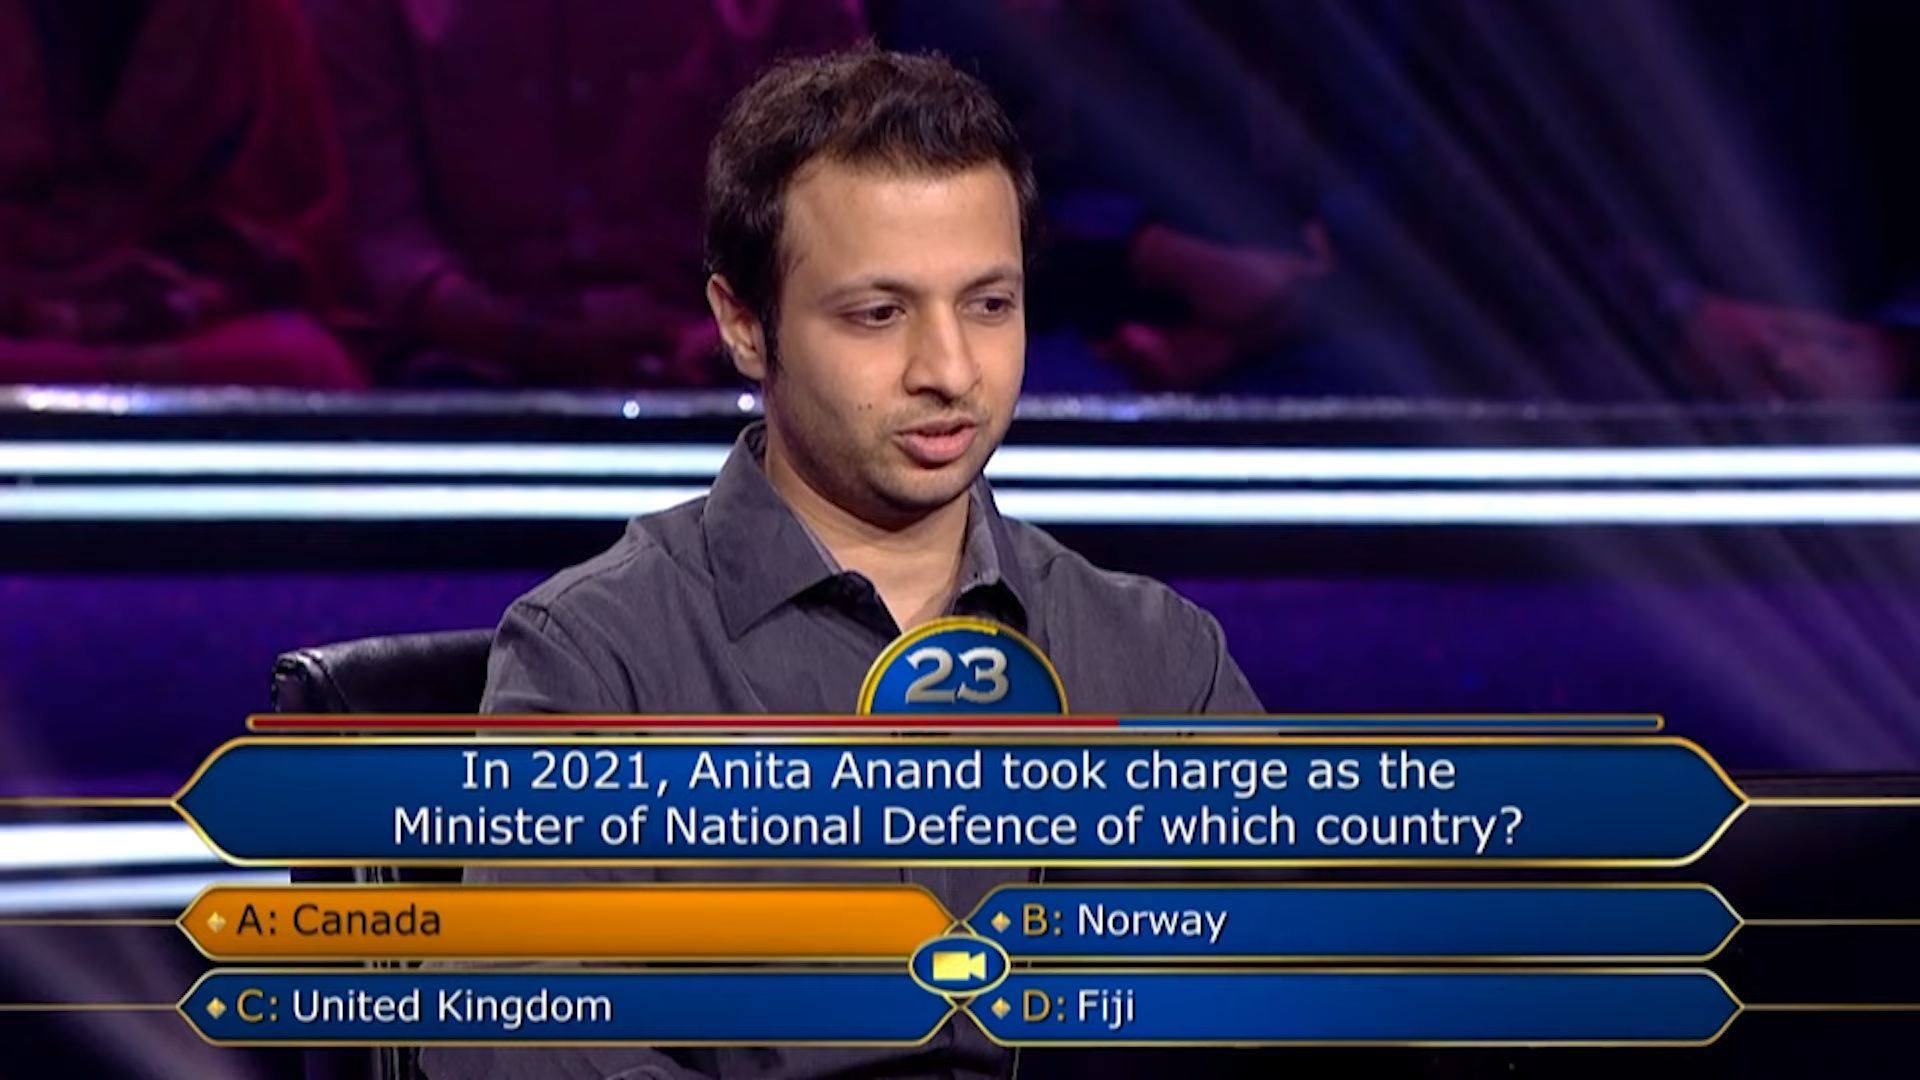 23
In 2021, Anita Anand took charge as the
Minister of National Defence of which country?
A: Canada
B: Norway
C: United Kingdom
D: Fiji